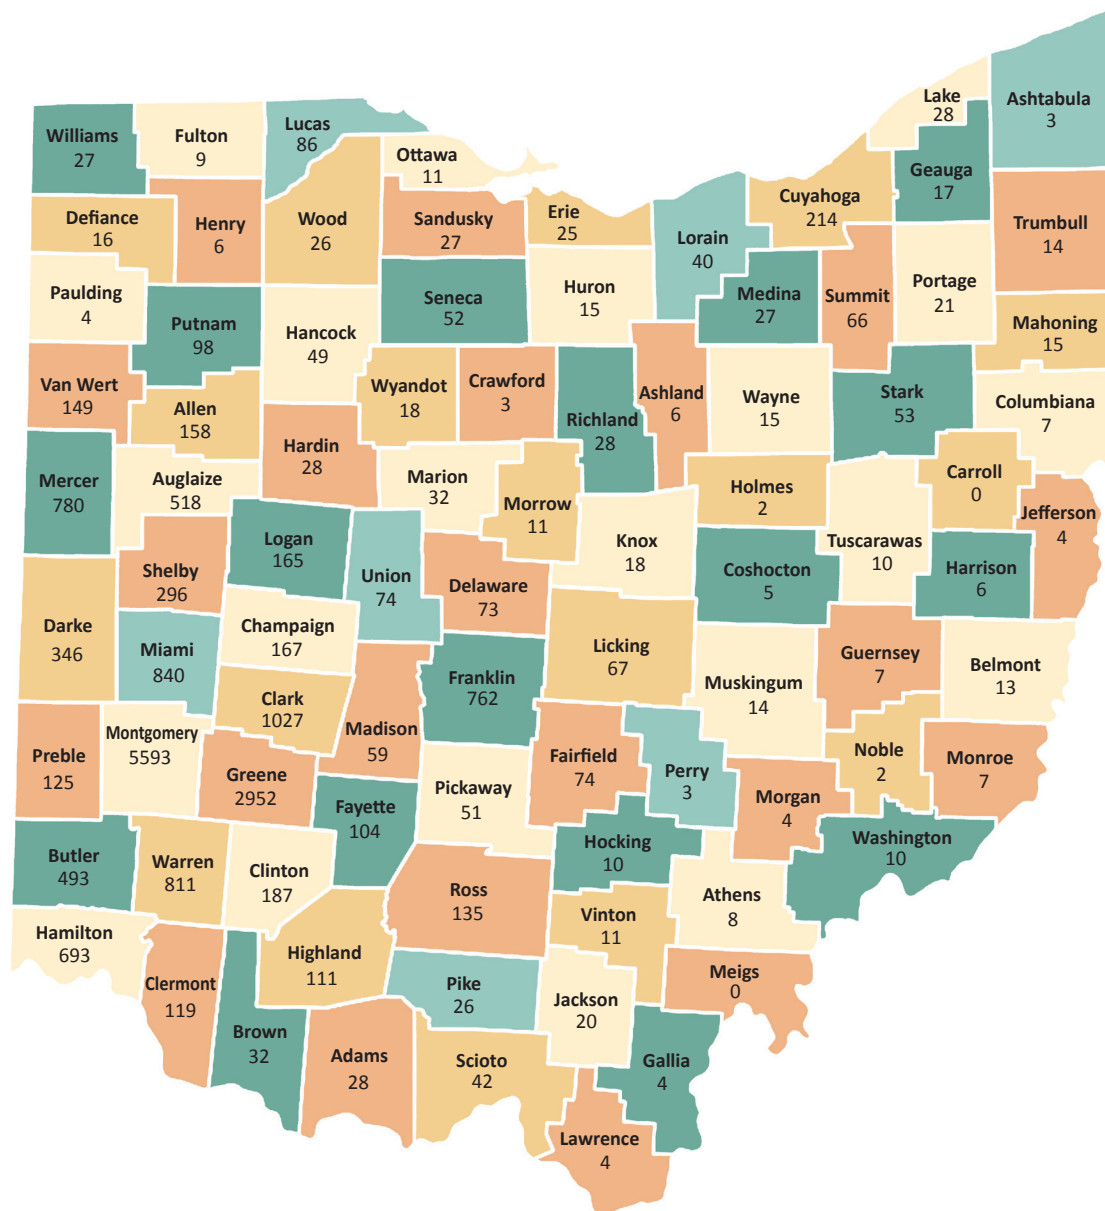 Lake
28
Ashtabula
3
Williams
27
Fulton
9
Lucas
86
Ottawa
11
Geauga
17
Cuyahoga
214
Defiance
16
Henry
6
Wood
26
Sandusky
27
Erie
25
Lorain
40
Trumbull
14
Paulding
4
Putnam
98
Hancock
49
Seneca
52
Huron
15
Medina
27
Summit
66
Portage
21
Mahoning
15
Van Wert
149
Allen
158
Wyandot
18
Crawford
3
Richland
28
Ashland
6
Wayne
15
Stark
53
Columbiana
7
Mercer
780
Auglaize
518
Hardin
28
Marion
32
Morrow
11
Holmes
2
Carroll
0
Jefferson
4
Shelby
296
Logan
165
Union
74
Delaware
73
Knox
18
Coshocton
5
Tuscarawas
10
Harrison
6
Darke
346
Miami
840
Champaign
167
Licking
67
Guernsey
7
Belmont
13
Clark
1027
Franklin
762
Muskingum
14
Preble
125
Montgomery
5593
Greene
2952
Madison
59
Fairfield
74
Perry
3
Noble
2
Monroe
7
Fayette
104
Pickaway
51
Morgan
4
Butler
493
Warren
811
Clinton
187
Hocking
10
Washington
10
Ross
135
Athens
8
Hamilton
693
Vinton
11
Clermont
119
Highland
111
Pike
26
Jackson
20
Meigs
0
Brown
32
Adams
28
Scioto
42
Gallia
4
Lawrence
4